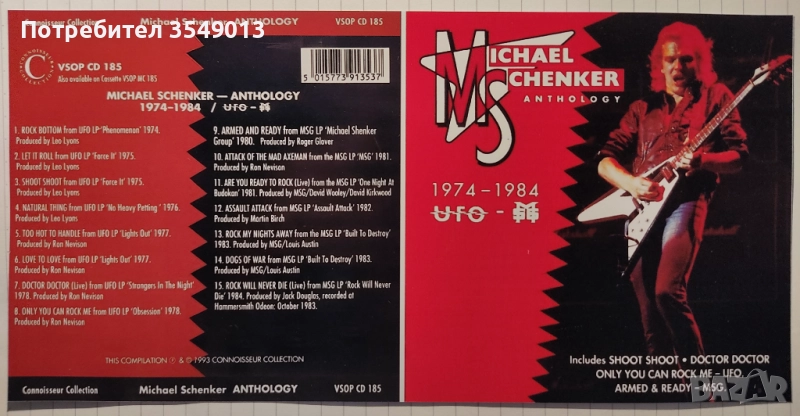 Потребител 3549013
Connoisseur Collection Michael Schenker ANTHOLOGY VSOP CD 185
CONNOISSEUR
C
COLLECTION
VSOP CD 185
Also available on Cassette VSOP MC 185
5 015773 913537
MICHAEL SCHENKER — ANTHOLOGY
1974-1984 / UFO -
1. ROCK BOTTOM from UFO LP 'Phenomenon' 1974.
Produced by Leo Lyons
2. LET IT ROLL from UFO LP 'Force It' 1975.
Produced by Leo Lyons
3. SHOOT SHOOT from UFO LP 'Force It' 1975.
Produced by Leo Lyons
4. NATURAL THING from UFO LP 'No Heavy Petting ' 1976.
Produced by Leo Lyons
5. TOO HOT TO HANDLE from UFO LP 'Lights Out' 1977.
Produced by Ron Nevison
6. LOVE TO LOVE from UFO LP 'Lights Out' 1977.
Produced by Ron Nevison
7. DOCTOR DOCTOR (Live) from UFO LP 'Strangers In The Night'
1978. Produced by Ron Nevison
8. ONLY YOU CAN ROCK ME from UFO LP 'Obsession' 1978.
Produced by Ron Nevison
9. ARMED AND READY from MSG LP 'Michael Shenker
Group' 1980. Produced by Roger Glover
10. ATTACK OF THE MAD AXEMAN from the MSG LP 'MSG' 1981.
Produced by Ron Nevison
11. ARE YOU READY TO ROCK (Live) from the MSG LP 'One Night At
Budokan' 1981. Produced by MSG/David Wooley/David Kirkwood
12. ASSAULT ATTACK from MSG LP 'Assault Attack' 1982.
Produced by Martin Birch
13. ROCK MY NIGHTS AWAY from the MSG LP 'Built To Destroy'
1983. Produced by MSG/Louis Austin
14. DOGS OF WAR from MSG LP 'Built To Destroy' 1983.
Produced by MSG/Louis Austin
15. ROCK WILL NEVER DIE (Live) from MSG LP 'Rock Will Never
Die' 1984. Produced by Jack Douglas, recorded at
Hammersmith Odeon: October 1983.
THIS COMPILATION ℗ & © 1993 CONNOISSEUR COLLECTION
Connoisseur Collection Michael Schenker ANTHOLOGY VSOP CD 185
MICHAEL
SCHENKER
ANTHOLOGY
MS
1974-1984
UFO -
Includes SHOOT SHOOT • DOCTOR DOCTOR
ONLY YOU CAN ROCK ME - UFO.
ARMED & READY - MSG.
BAZAR